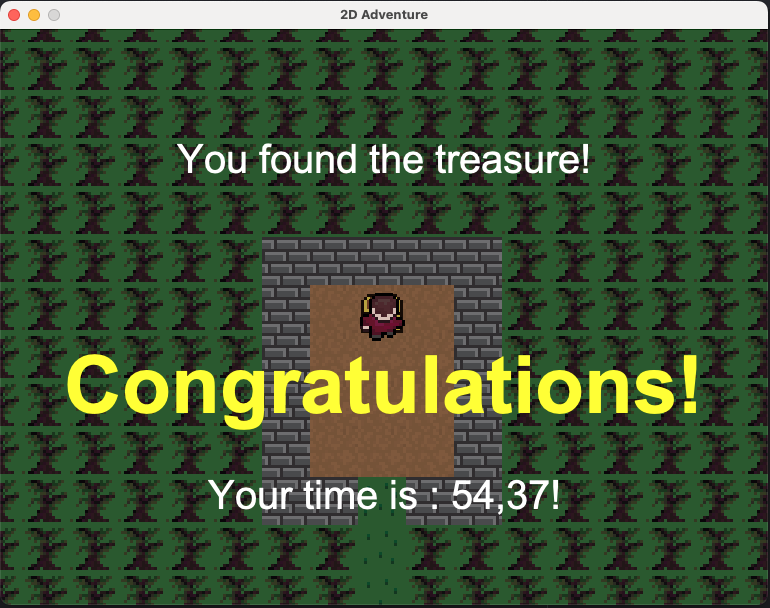 2D Adventure
You found the treasure!
Congratulations!
Your time is : 54,37!